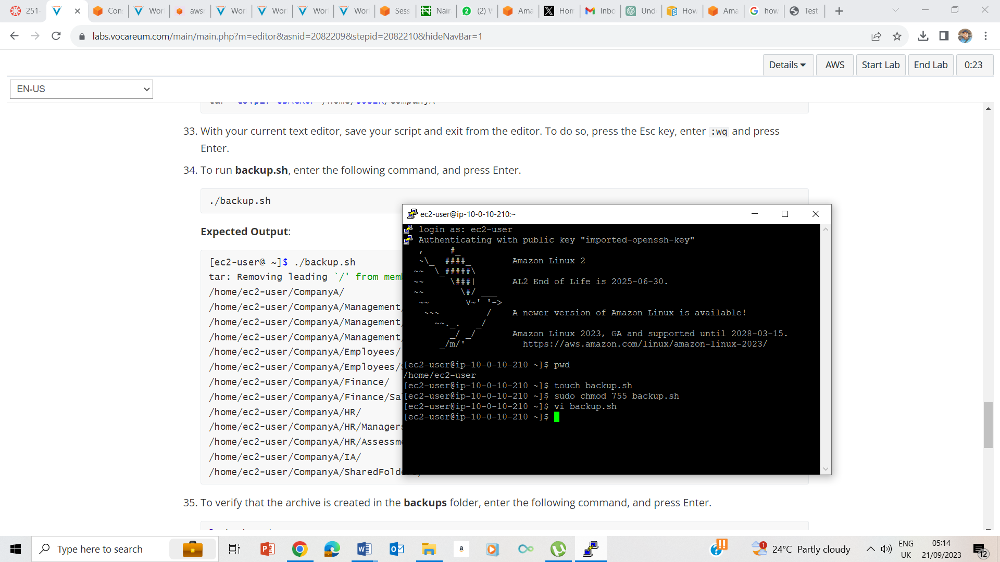 251-
Con
Wor
awsr
Wor
Wor
Wor
Wor
Sess
Nair
(2) V
Ama
Hom
Inbo
Und
How
Ama
how
Test
labs.vocareum.com/main/main.php?m=editor&asnid=2082209&stepid=2082210&hideNavBar=1
Details
AWS
Start Lab
End Lab
0:23
EN-US
33. With your current text editor, save your script and exit from the editor. To do so, press the Esc key, enter :wq and press
Enter.
34. To run backup.sh, enter the following command, and press Enter.
./backup.sh
Expected Output:
[ec2-user@ ~]$ ./backup.sh
tar: Removing leading `/' from mem
/home/ec2-user/CompanyA/
/home/ec2-user/CompanyA/Management/
/home/ec2-user/CompanyA/Management/
/home/ec2-user/CompanyA/Management/
/home/ec2-user/CompanyA/Employees/
/home/ec2-user/CompanyA/Employees/
/home/ec2-user/CompanyA/Finance/
/home/ec2-user/CompanyA/Finance/Sa
/home/ec2-user/CompanyA/HR/
/home/ec2-user/CompanyA/HR/Managers
/home/ec2-user/CompanyA/HR/Assessm
/home/ec2-user/CompanyA/IA/
/home/ec2-user/CompanyA/SharedFolders/
ec2-user@ip-10-0-10-210:~
login as: ec2-user
Authenticating with public key "imported-openssh-key"
   ,     #_
   ~\_  ####_        Amazon Linux 2
  ~~  \_#####\
  ~~     \###|       AL2 End of Life is 2025-06-30.
  ~~       \#/ ___
   ~~       V~' '->
    ~~~         /    A newer version of Amazon Linux is available!
      ~~._.   _/
         _/ _/       Amazon Linux 2023, GA and supported until 2028-03-15.
       _/m/'           https://aws.amazon.com/linux/amazon-linux-2023/
[ec2-user@ip-10-0-10-210 ~]$ pwd
/home/ec2-user
[ec2-user@ip-10-0-10-210 ~]$ touch backup.sh
[ec2-user@ip-10-0-10-210 ~]$ sudo chmod 755 backup.sh
[ec2-user@ip-10-0-10-210 ~]$ vi backup.sh
[ec2-user@ip-10-0-10-210 ~]$
35. To verify that the archive is created in the backups folder, enter the following command, and press Enter.
Type here to search
24°C Partly cloudy
ENG
UK
05:14
21/09/2023
12